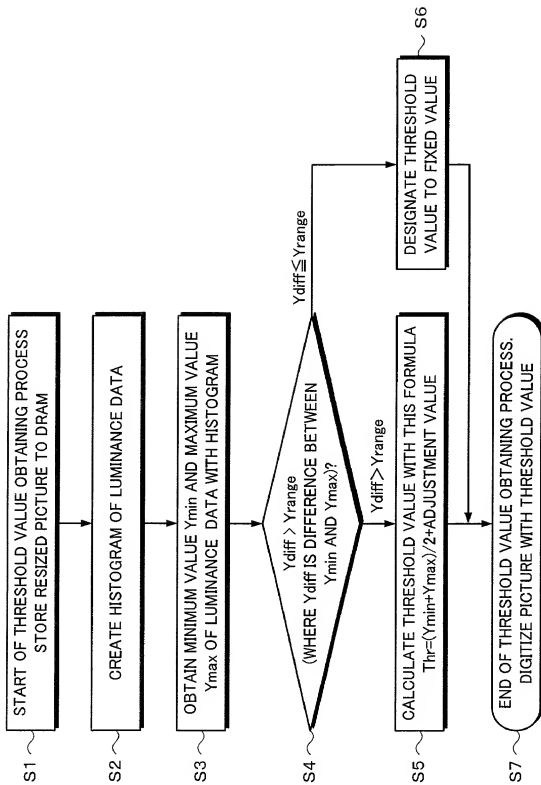 S1
START OF THRESHOLD VALUE OBTAINING PROCESS
STORE RESIZED PICTURE TO DRAM
S2
CREATE HISTOGRAM OF LUMINANCE DATA
S3
OBTAIN MINIMUM VALUE Ymin AND MAXIMUM VALUE
Ymax OF LUMINANCE DATA WITH HISTOGRAM
S4
Ydiff > Yrange
(WHERE Ydiff IS DIFFERENCE BETWEEN
Ymin AND Ymax)?
Ydiff≦Yrange
Ydiff>Yrange
S5
CALCULATE THRESHOLD VALUE WITH THIS FORMULA
Thr=(Ymin+Ymax)/2+ADJUSTMENT VALUE
DESIGNATE THRESHOLD
VALUE TO FIXED VALUE
S6
S7
END OF THRESHOLD VALUE OBTAINING PROCESS.
DIGITIZE PICTURE WITH THRESHOLD VALUE